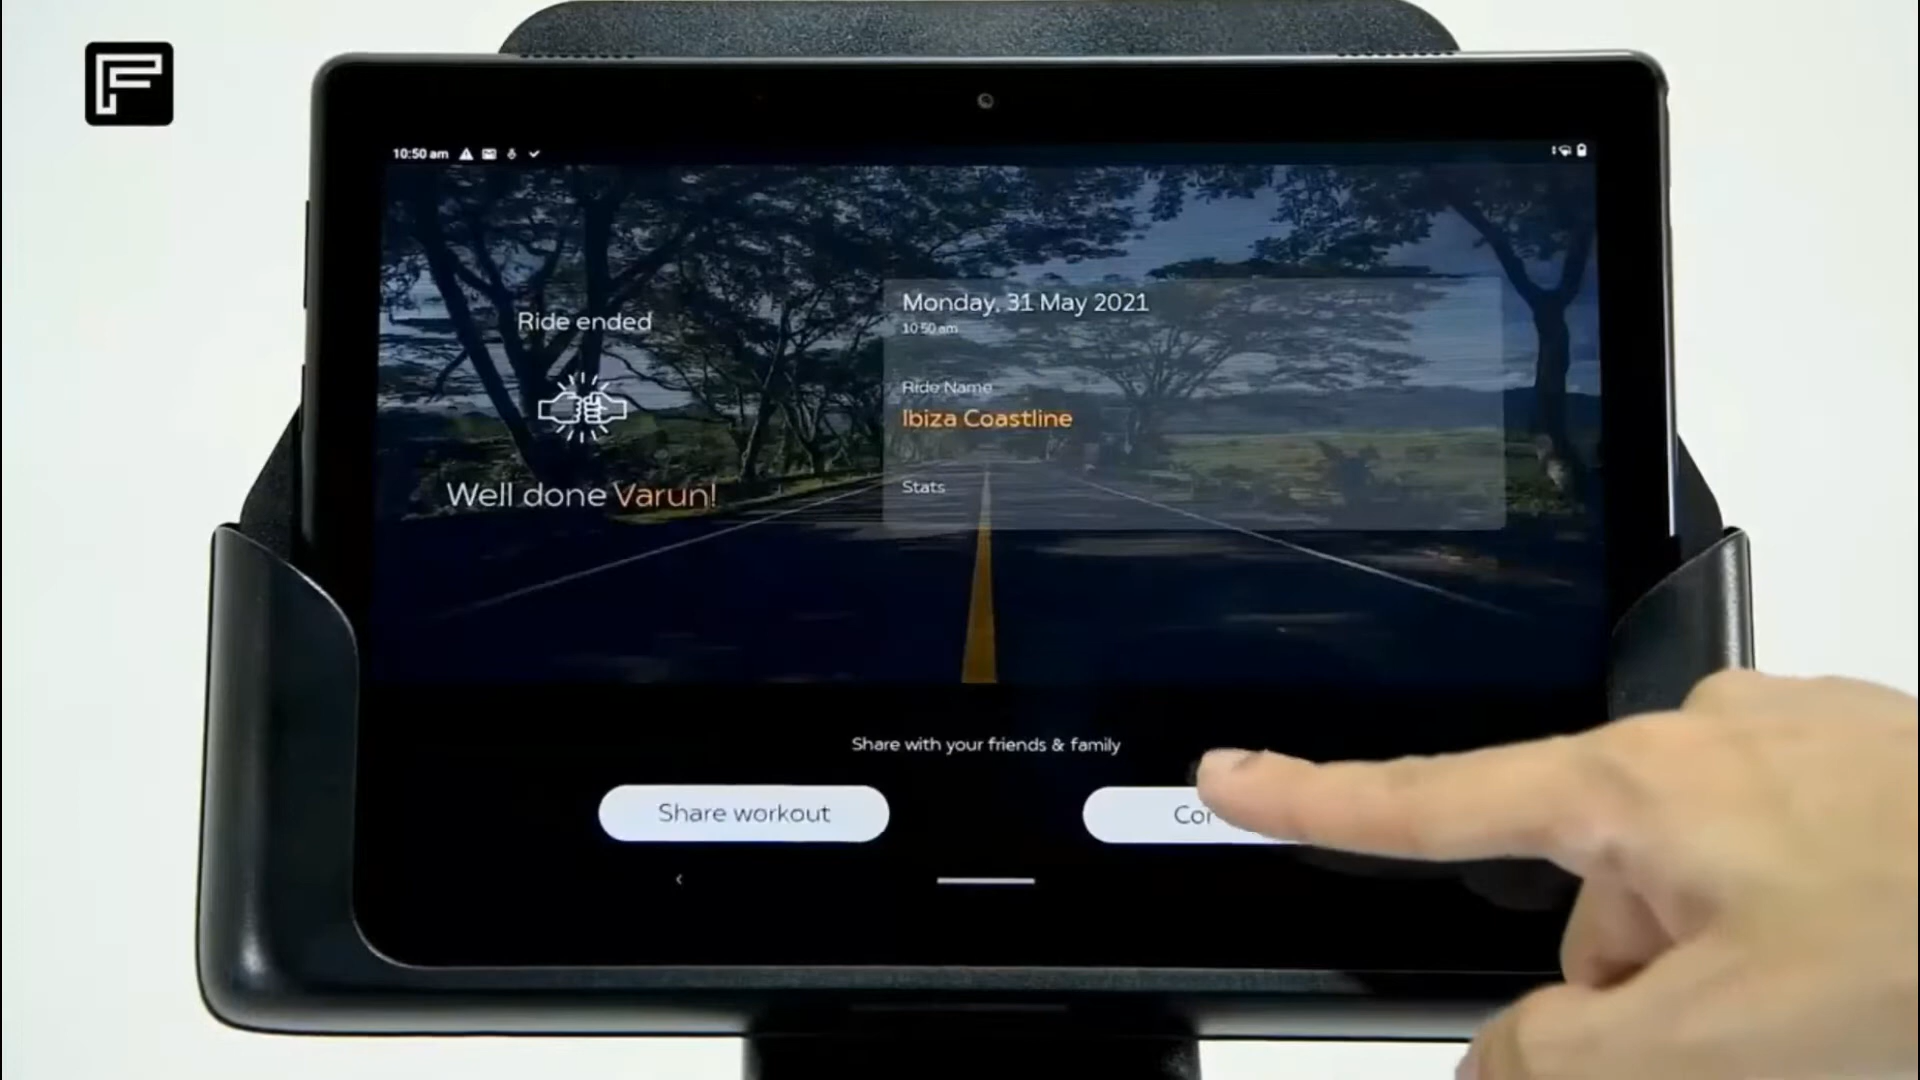 10:50 am
Ride ended
Well done Varun!
Monday, 31 May 2021
10:50 am
Ride Name
Ibiza Coastline
Stats
Share with your friends & family
Share workout